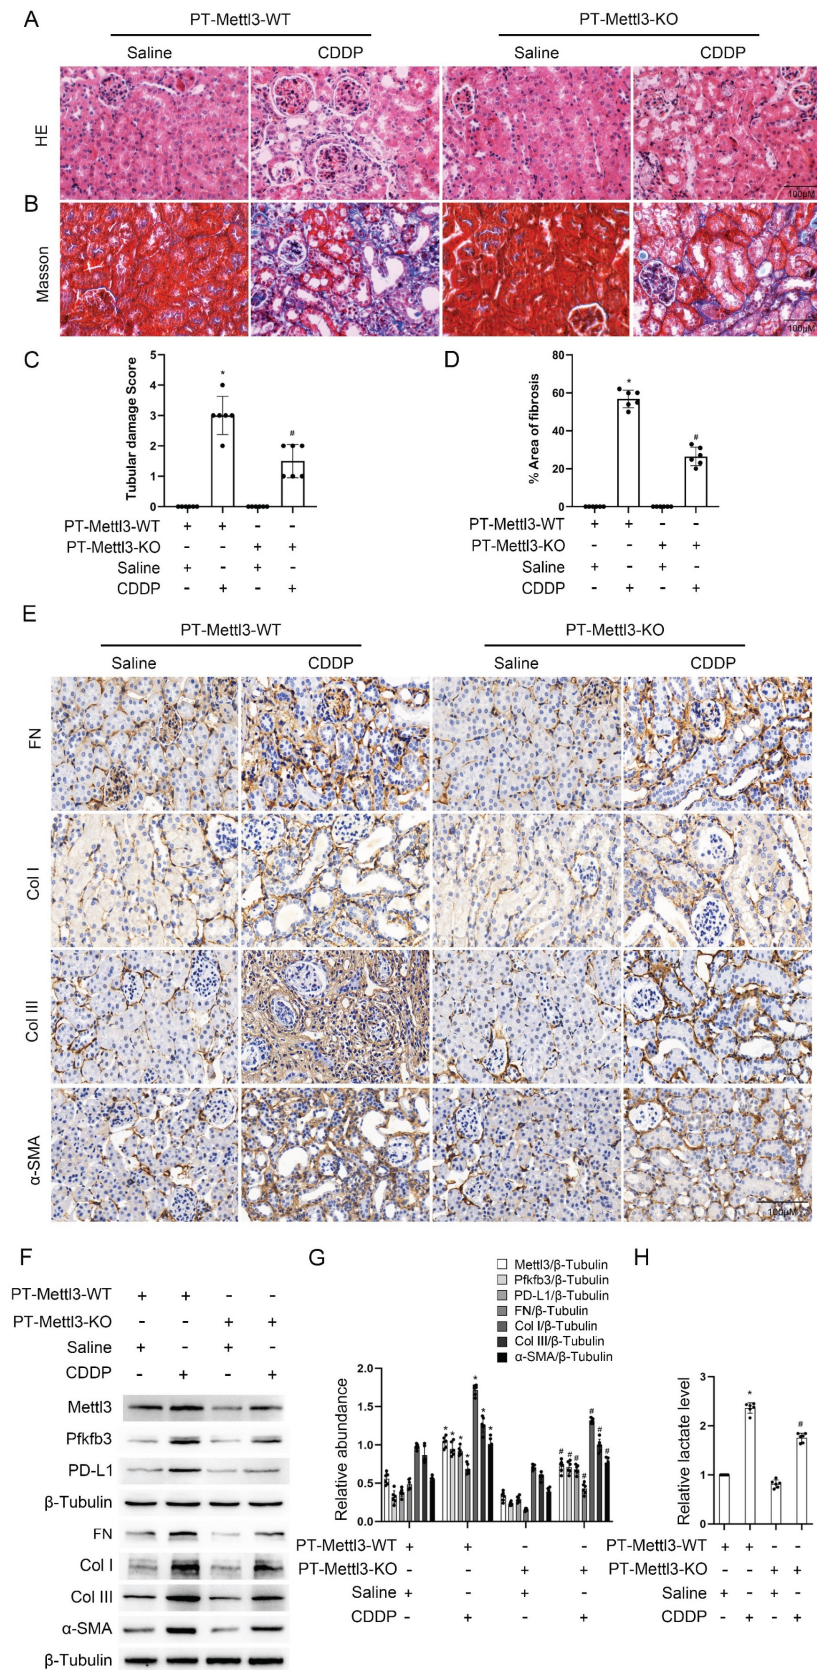 A
PT-Mettl3-WT PT-Mettl3-KO
Saline CDDP Saline CDDP
HE
100μM
B
Masson
100μM
C
Tubular damage Score
5
4
3
2
1
0
*
#
PT-Mettl3-WT + + - -
PT-Mettl3-KO - - + +
Saline + - + -
CDDP - + - +
D
% Area of fibrosis
80
60
40
20
0
*
#
PT-Mettl3-WT + + - -
PT-Mettl3-KO - - + +
Saline + - + -
CDDP - + - +
E
PT-Mettl3-WT PT-Mettl3-KO
Saline CDDP Saline CDDP
FN
Col I
Col III
α-SMA
100μM
F
PT-Mettl3-WT + + - -
PT-Mettl3-KO - - + +
Saline + - + -
CDDP - + - +
Mettl3
Pfkfb3
PD-L1
β-Tubulin
FN
Col I
Col III
α-SMA
β-Tubulin
G
Mettl3/β-Tubulin
Pfkfb3/β-Tubulin
PD-L1/β-Tubulin
FN/β-Tubulin
Col I/β-Tubulin
Col III/β-Tubulin
α-SMA/β-Tubulin
Relative abundance
2.0
1.5
1.0
0.5
0.0
* * * * * * *
# # # # # # #
PT-Mettl3-WT + + - -
PT-Mettl3-KO - - + +
Saline + - + -
CDDP - + - +
H
Relative lactate level
3
2
1
0
*
#
PT-Mettl3-WT + + - -
PT-Mettl3-KO - - + +
Saline + - + -
CDDP - + - +